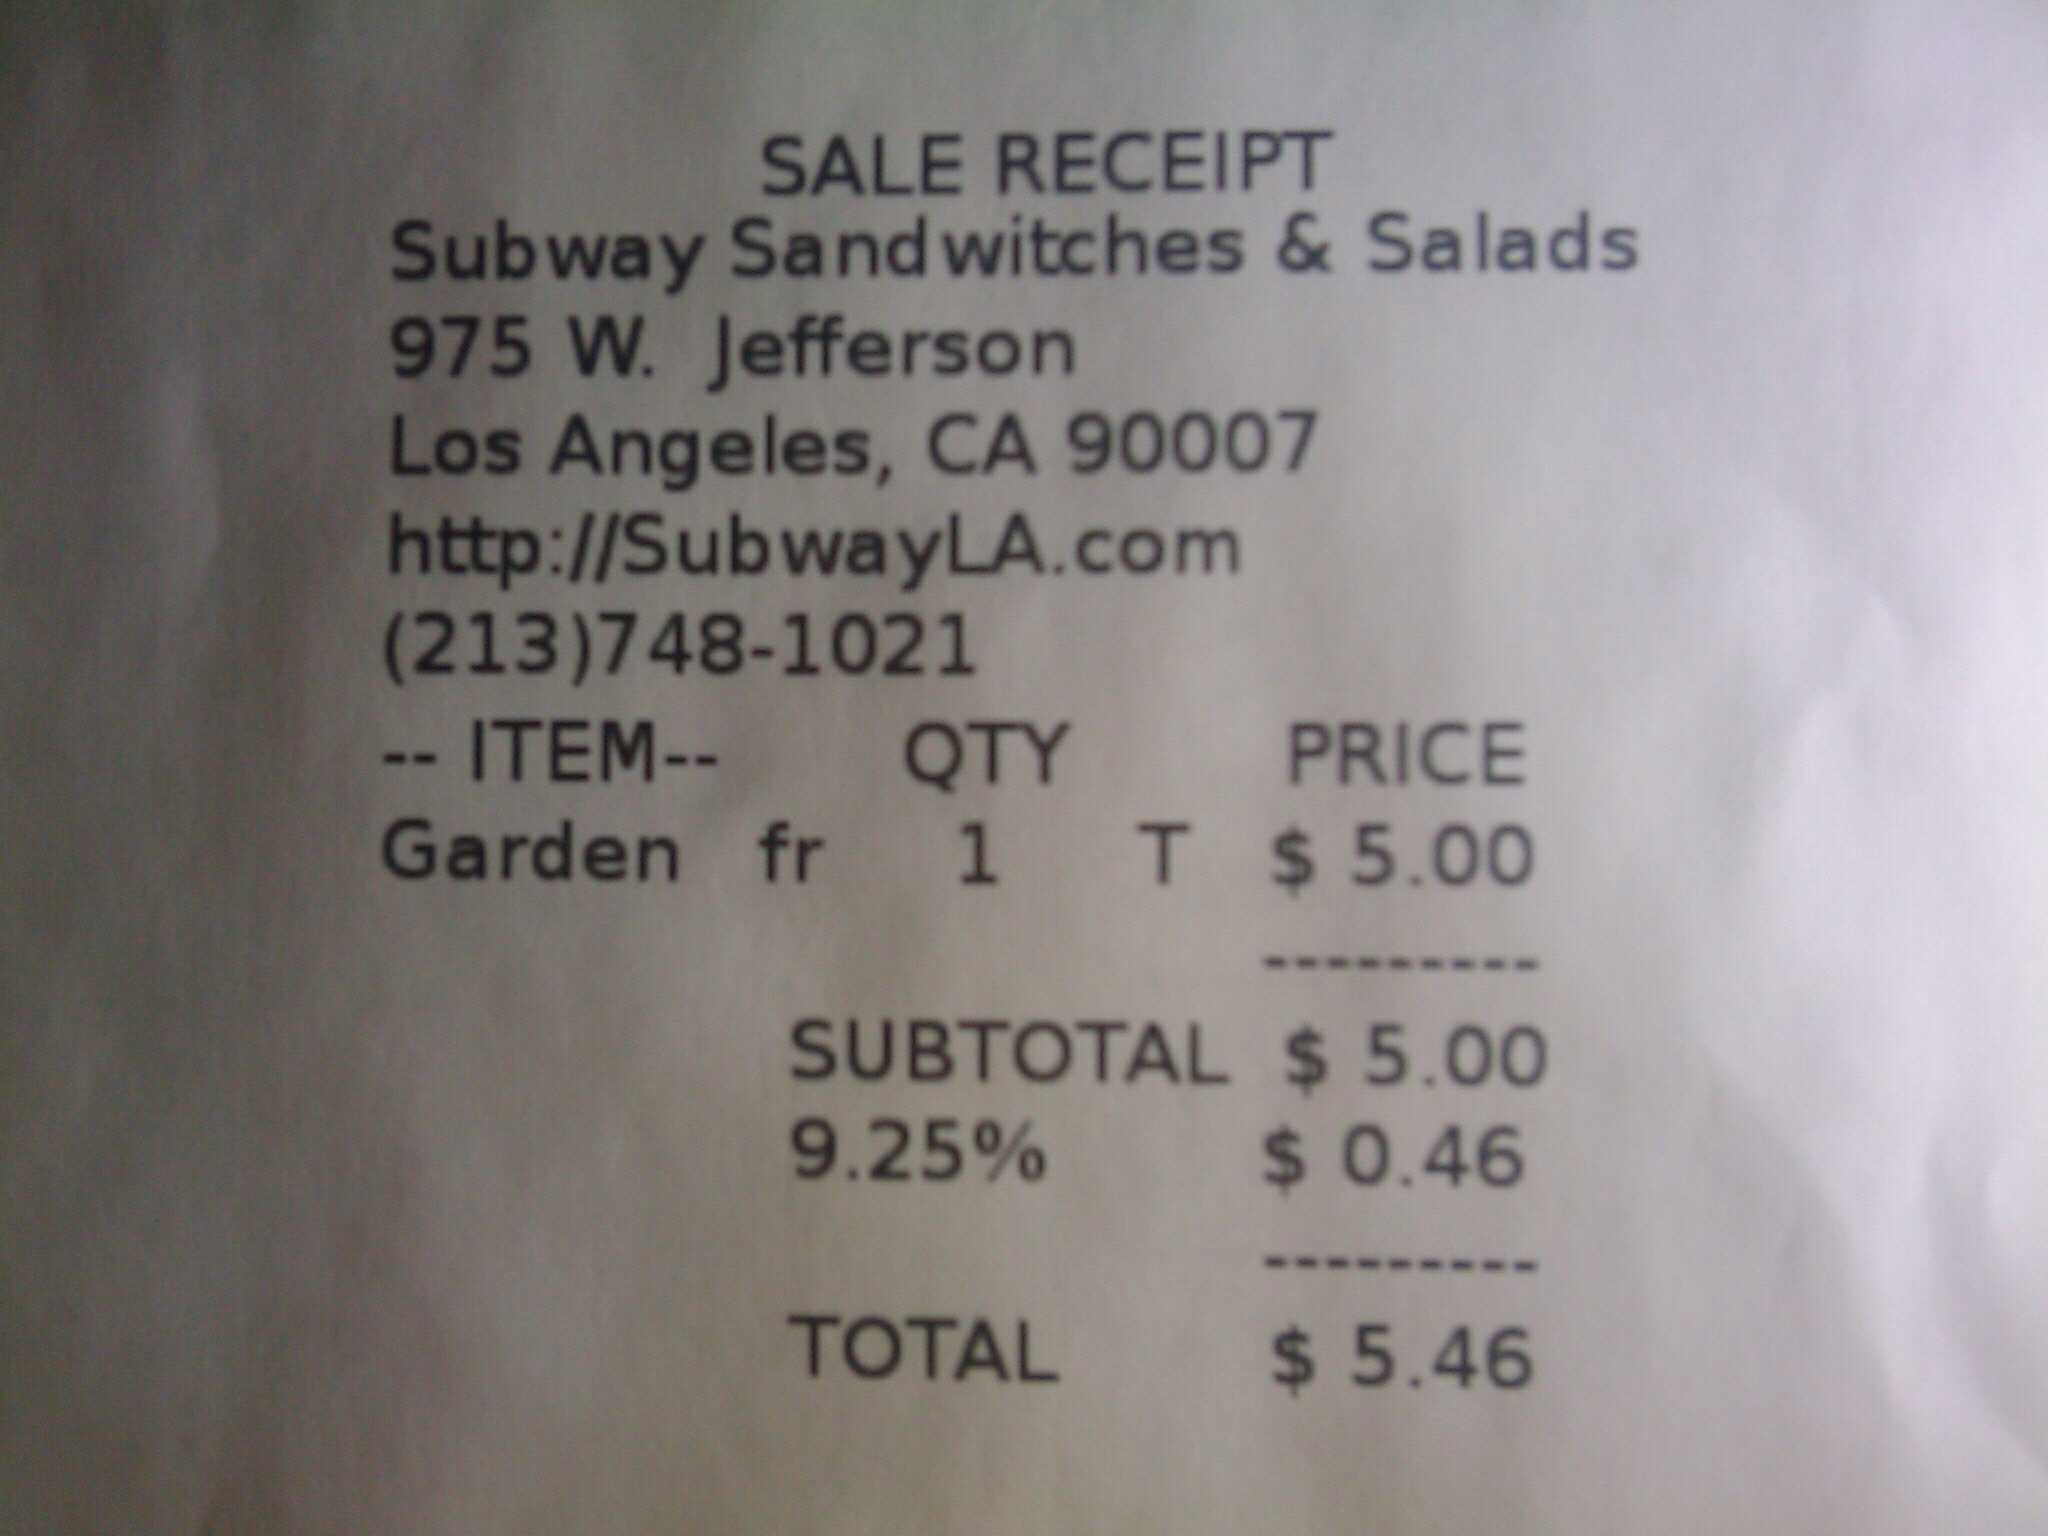 SALE RECEIPT
Subway Sandwitches & Salads
975 W. Jefferson
Los Angeles, CA 90007
http://SubwayLA.com
(213)748-1021
-- ITEM-- QTY PRICE
Garden fr 1 T $ 5.00
---------
SUBTOTAL $ 5.00
9.25% $ 0.46
---------
TOTAL $ 5.46